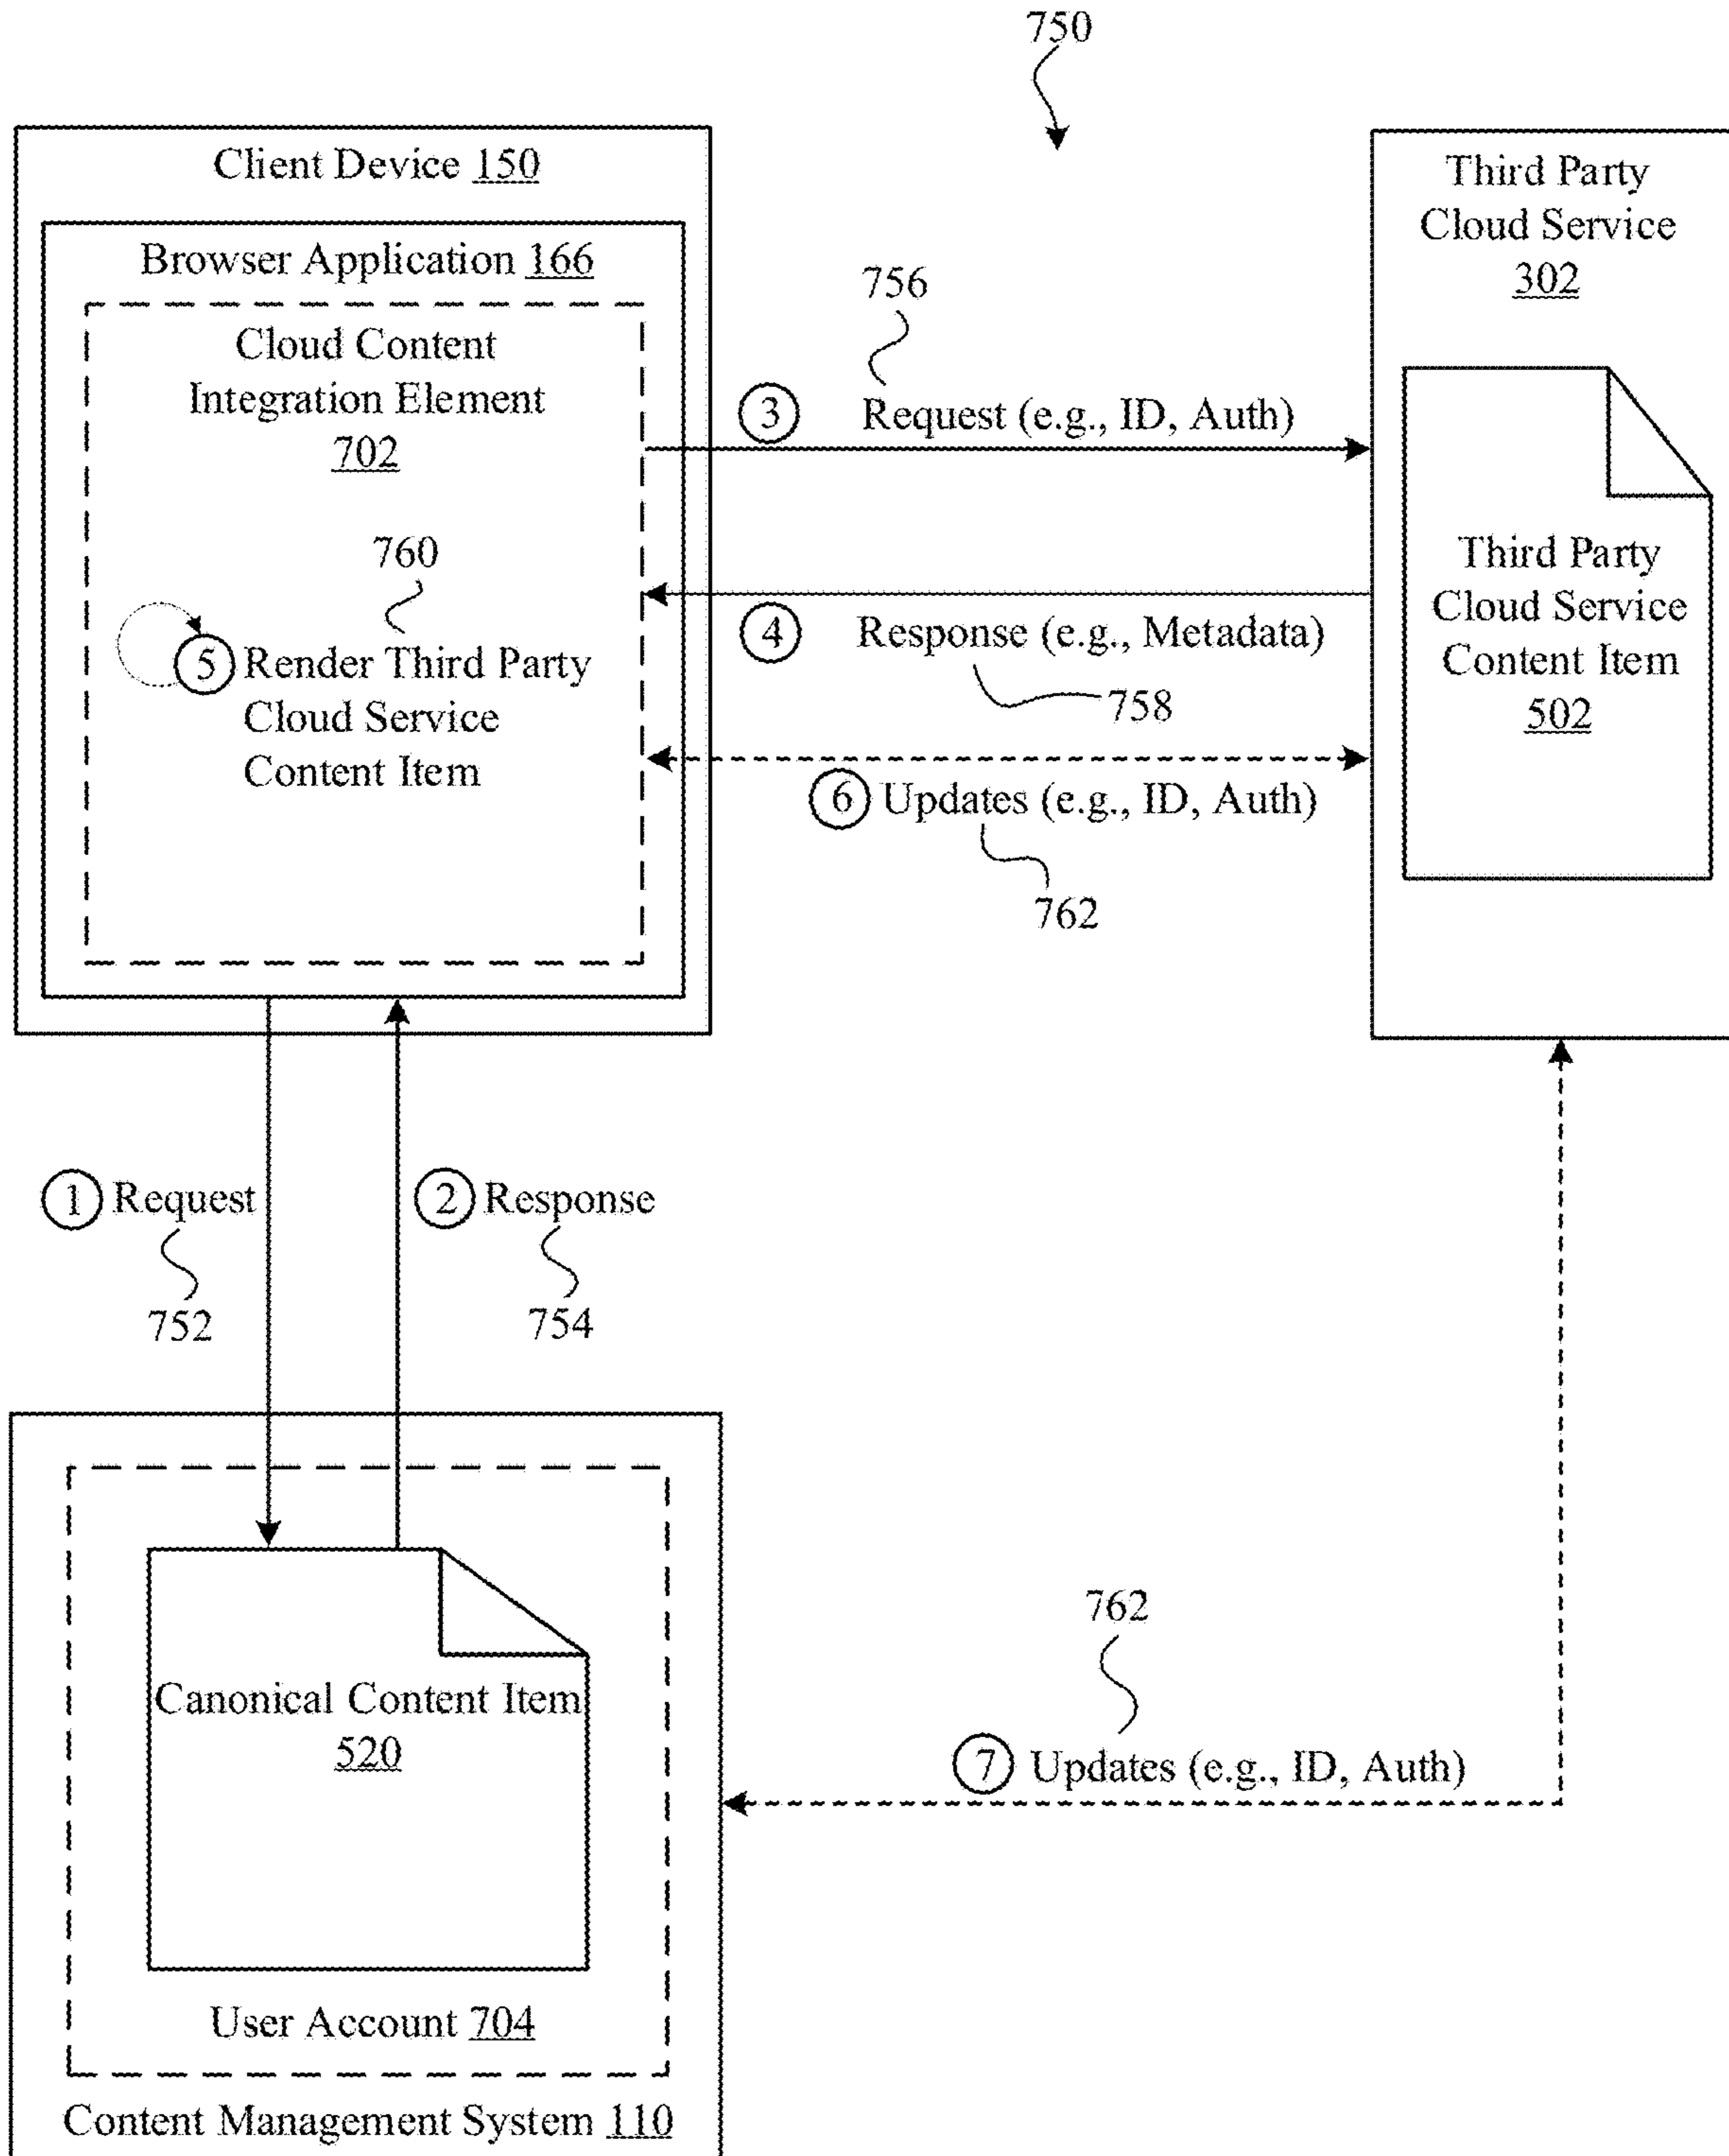 750
Client Device 150
Browser Application 166
Cloud Content
Integration Element
702
760
5 Render Third Party
Cloud Service
Content Item
Third Party
Cloud Service
302
Third Party
Cloud Service
Content Item
502
756
3 Request (e.g., ID, Auth)
4 Response (e.g., Metadata)
758
6 Updates (e.g., ID, Auth)
762
1 Request
752
2 Response
754
Canonical Content Item
520
User Account 704
Content Management System 110
762
7 Updates (e.g., ID, Auth)